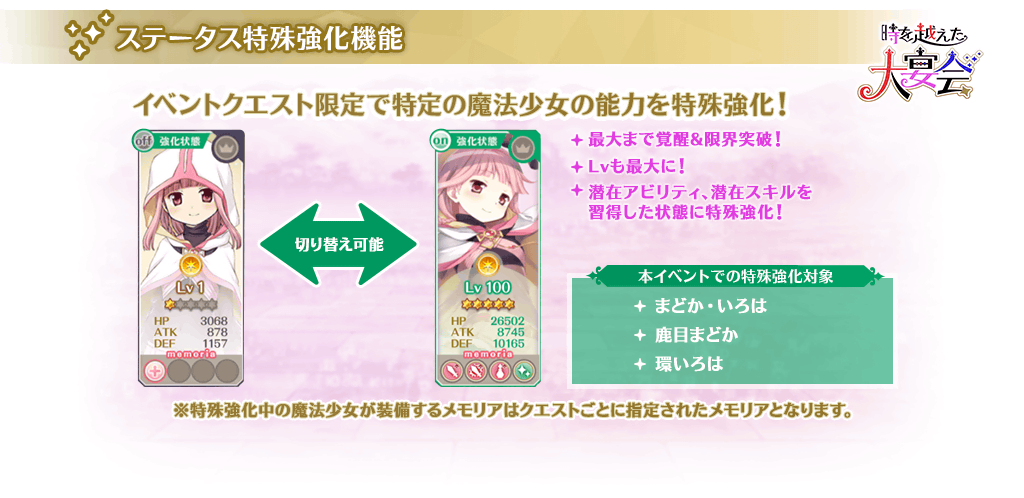 ステータス特殊強化機能
時を越えた
大宴会
イベントクエスト限定で特定の魔法少女の能力を特殊強化!
off 強化状態
Lv 1
HP 3068
ATK 878
DEF 1157
memoria
切り替え可能
on 強化状態
Lv 100
HP 26502
ATK 8745
DEF 10165
memoria
最大まで覚醒&限界突破!
Lvも最大に!
潜在アビリティ、潜在スキルを
習得した状態に特殊強化!
本イベントでの特殊強化対象
まどか・いろは
鹿目まどか
環いろは
※特殊強化中の魔法少女が装備するメモリアはクエストごとに指定されたメモリアとなります。